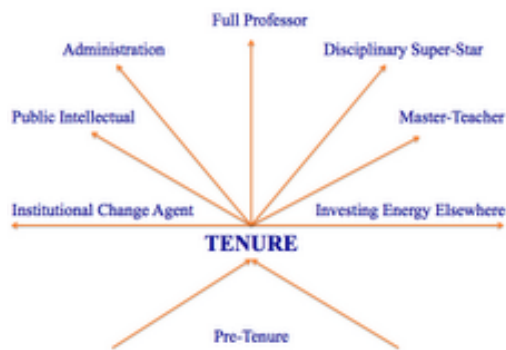 Full Professor
Administration
Disciplinary Super-Star
Public Intellectual
Master-Teacher
Institutional Change Agent
Investing Energy Elsewhere
TENURE
Pre-Tenure